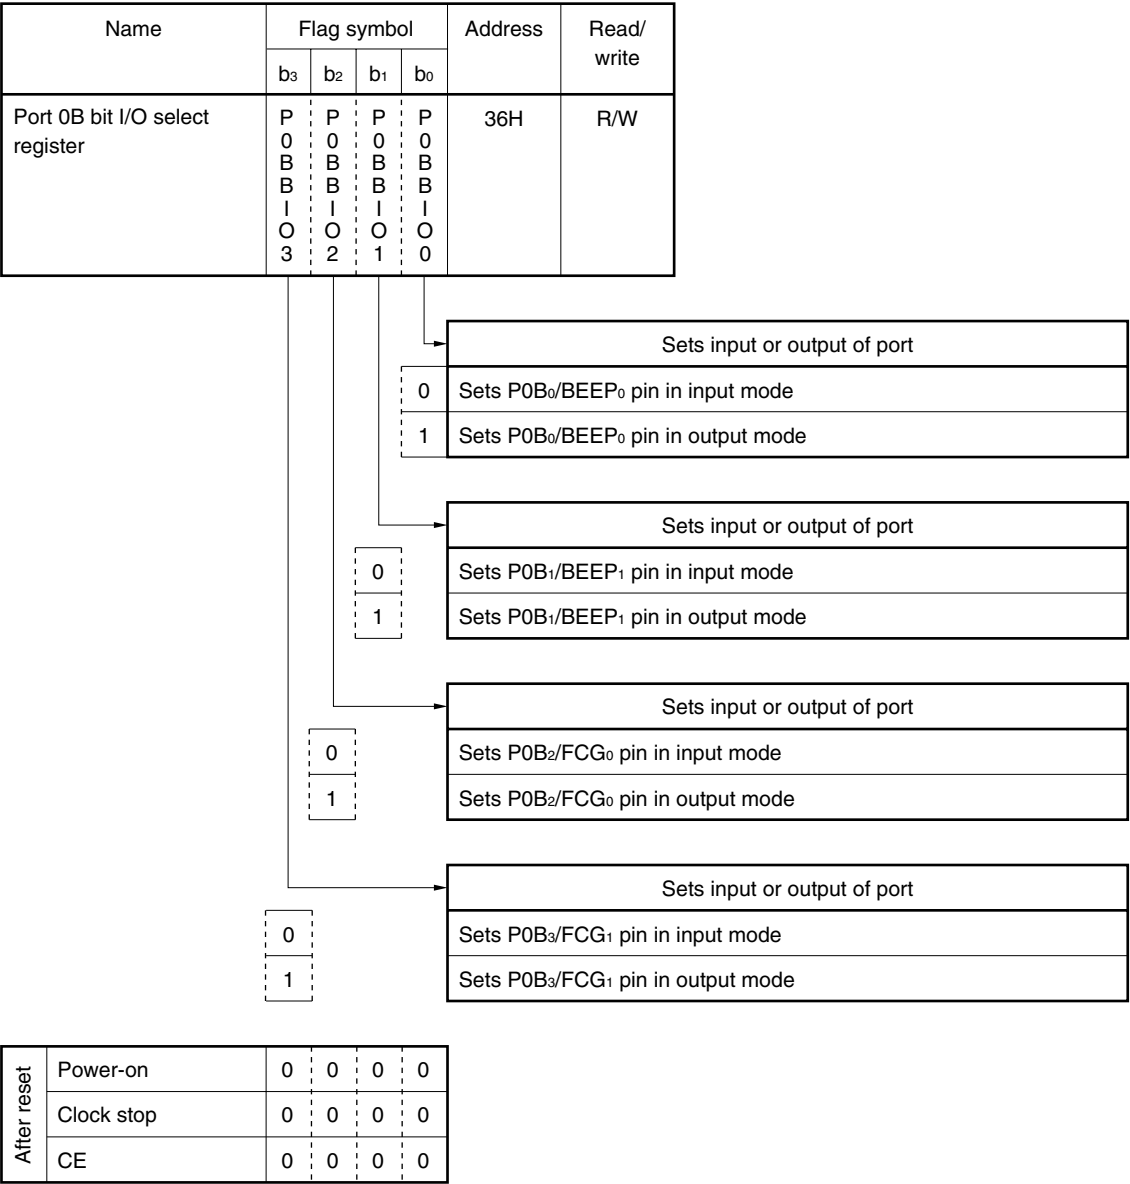 Name Flag symbol Address Read/
write
b3 b2 b1 b0
Port 0B bit I/O select
register
P0BBIO3 P0BBIO2 P0BBIO1 P0BBIO0 36H R/W
Sets input or output of port
0 Sets P0B0/BEEP0 pin in input mode
1 Sets P0B0/BEEP0 pin in output mode
Sets input or output of port
0 Sets P0B1/BEEP1 pin in input mode
1 Sets P0B1/BEEP1 pin in output mode
Sets input or output of port
0 Sets P0B2/FCG0 pin in input mode
1 Sets P0B2/FCG0 pin in output mode
Sets input or output of port
0 Sets P0B3/FCG1 pin in input mode
1 Sets P0B3/FCG1 pin in output mode
After reset
Power-on 0 0 0 0
Clock stop 0 0 0 0
CE 0 0 0 0